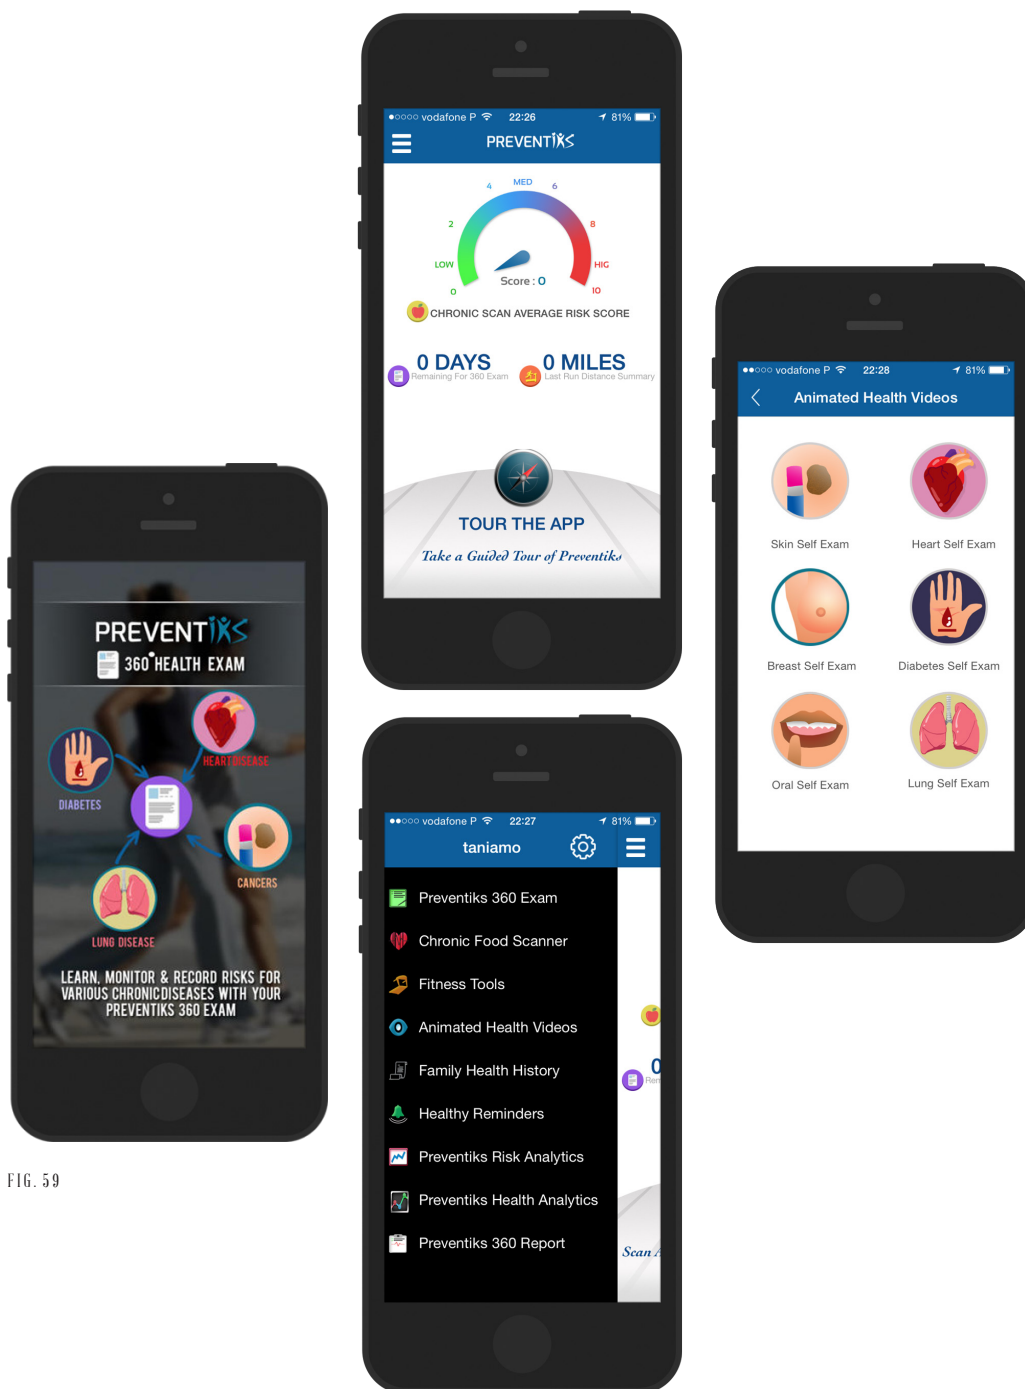 vodafone P 22:26 81%
PREVENTIKS
4 MED 6
2 8
LOW HIG
Score : 0
0 10
CHRONIC SCAN AVERAGE RISK SCORE
0 DAYS
Remaining For 360 Exam
0 MILES
Last Run Distance Summary
TOUR THE APP
Take a Guided Tour of Preventiks
vodafone P 22:28 81%
Animated Health Videos
Skin Self Exam
Heart Self Exam
Breast Self Exam
Diabetes Self Exam
Oral Self Exam
Lung Self Exam
PREVENTIKS
360° HEALTH EXAM
HEART DISEASE
DIABETES
CANCERS
LUNG DISEASE
LEARN, MONITOR & RECORD RISKS FOR
VARIOUS CHRONIC DISEASES WITH YOUR
PREVENTIKS 360 EXAM
vodafone P 22:27 81%
taniamo
Preventiks 360 Exam
Chronic Food Scanner
Fitness Tools
Animated Health Videos
Family Health History
Healthy Reminders
Preventiks Risk Analytics
Preventiks Health Analytics
Preventiks 360 Report
0
Rem
Scan A
FIG. 59